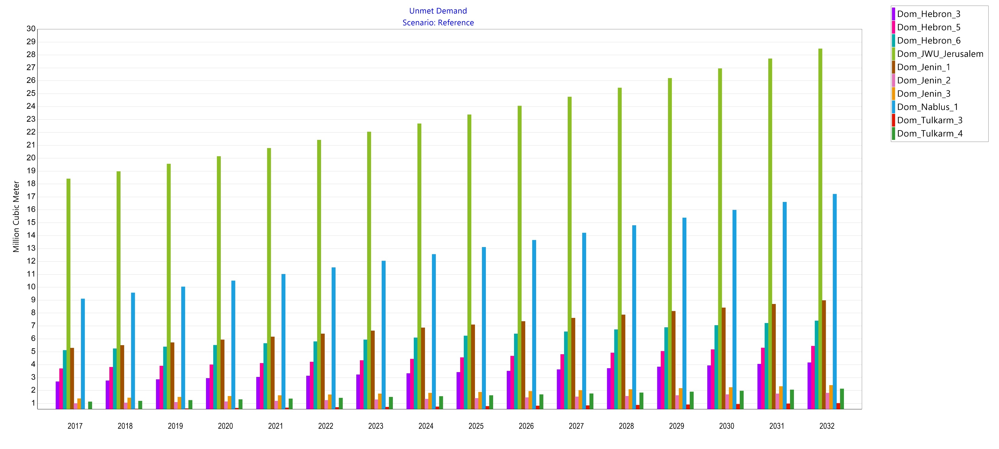 Unmet Demand
Scenario: Reference
Million Cubic Meter
30
29
28
27
26
25
24
23
22
21
20
19
18
17
16
15
14
13
12
11
10
9
8
7
6
5
4
3
2
1
2017 2018 2019 2020 2021 2022 2023 2024 2025 2026 2027 2028 2029 2030 2031 2032
Dom_Hebron_3
Dom_Hebron_5
Dom_Hebron_6
Dom_JWU_Jerusalem
Dom_Jenin_1
Dom_Jenin_2
Dom_Jenin_3
Dom_Nablus_1
Dom_Tulkarm_3
Dom_Tulkarm_4